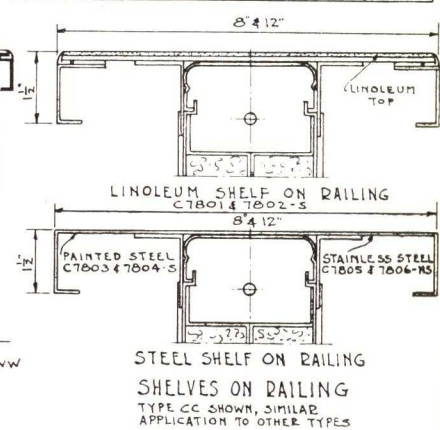 8" & 12"
1 1/2"
LINOLEUM
TOP
LINOLEUM SHELF ON RAILING
C7801 & 7802-S
8" & 12"
1 1/2"
PAINTED STEEL
C7803 & 7804-S
STAINLESS STEEL
C7805 & 7806-NS
STEEL SHELF ON RAILING
SHELVES ON RAILING
TYPE CC SHOWN, SIMILAR
APPLICATION TO OTHER TYPES